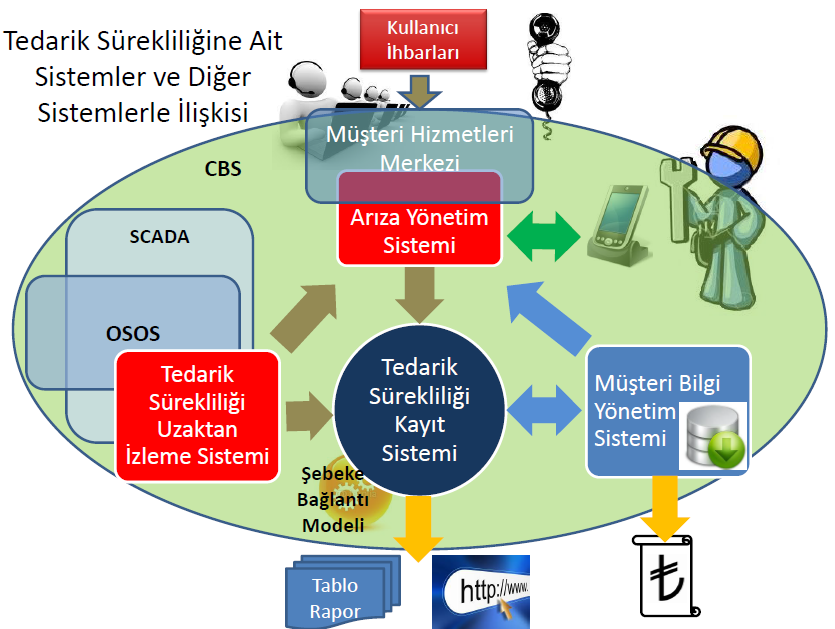 Tedarik Sürekliliğine Ait
Sistemler ve Diğer
Sistemlerle İlişkisi
Kullanıcı
İhbarları
Müşteri Hizmetleri
Merkezi
CBS
Arıza Yönetim
Sistemi
SCADA
OSOS
Tedarik
Sürekliliği
Uzaktan
İzleme Sistemi
Tedarik
Sürekliliği
Kayıt
Sistemi
Müşteri Bilgi
Yönetim
Sistemi
Şebeke
Bağlantı
Modeli
Tablo
Rapor
http://www.
₺